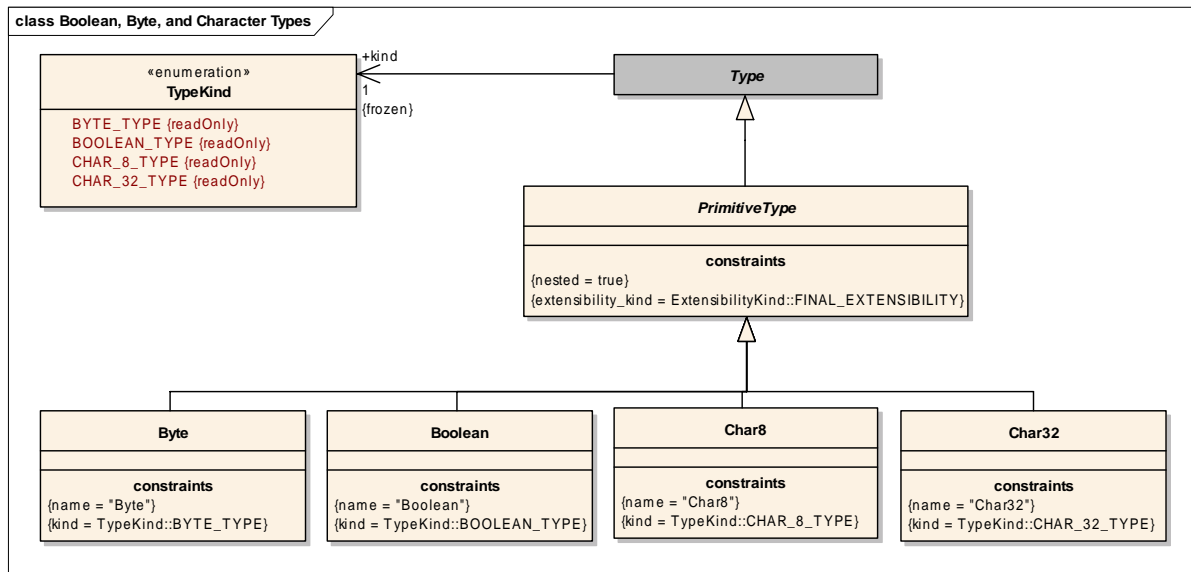 class Boolean, Byte, and Character Types
«enumeration»
TypeKind
BYTE_TYPE {readOnly}
BOOLEAN_TYPE {readOnly}
CHAR_8_TYPE {readOnly}
CHAR_32_TYPE {readOnly}
+kind
1
{frozen}
Type
PrimitiveType
constraints
{nested = true}
{extensibility_kind = ExtensibilityKind::FINAL_EXTENSIBILITY}
Byte
constraints
{name = "Byte"}
{kind = TypeKind::BYTE_TYPE}
Boolean
constraints
{name = "Boolean"}
{kind = TypeKind::BOOLEAN_TYPE}
Char8
constraints
{name = "Char8"}
{kind = TypeKind::CHAR_8_TYPE}
Char32
constraints
{name = "Char32"}
{kind = TypeKind::CHAR_32_TYPE}